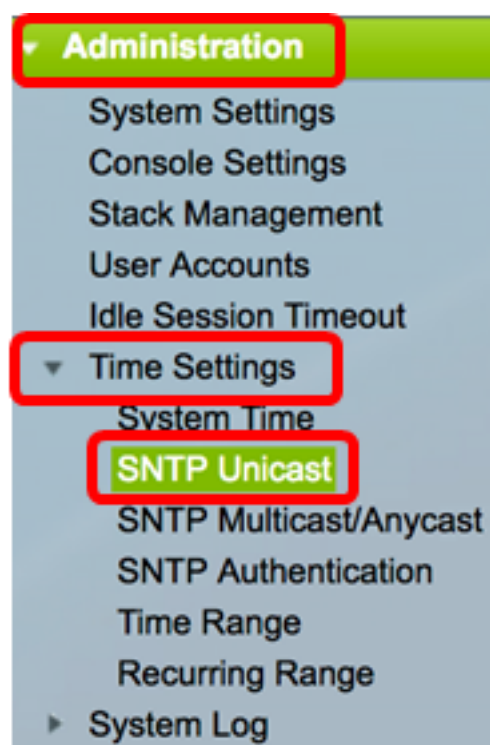 Administration
System Settings
Console Settings
Stack Management
User Accounts
Idle Session Timeout
Time Settings
System Time
SNTP Unicast
SNTP Multicast/Anycast
SNTP Authentication
Time Range
Recurring Range
System Log